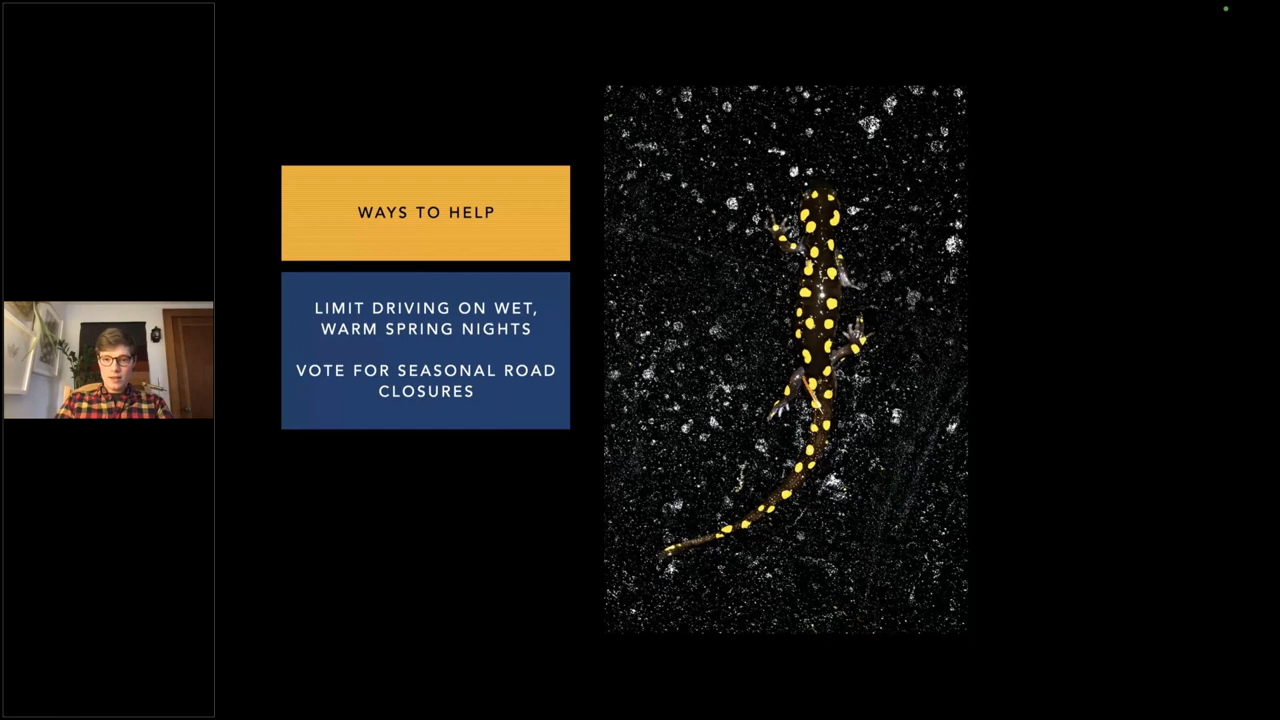 WAYS TO HELP
LIMIT DRIVING ON WET,
WARM SPRING NIGHTS
VOTE FOR SEASONAL ROAD
CLOSURES